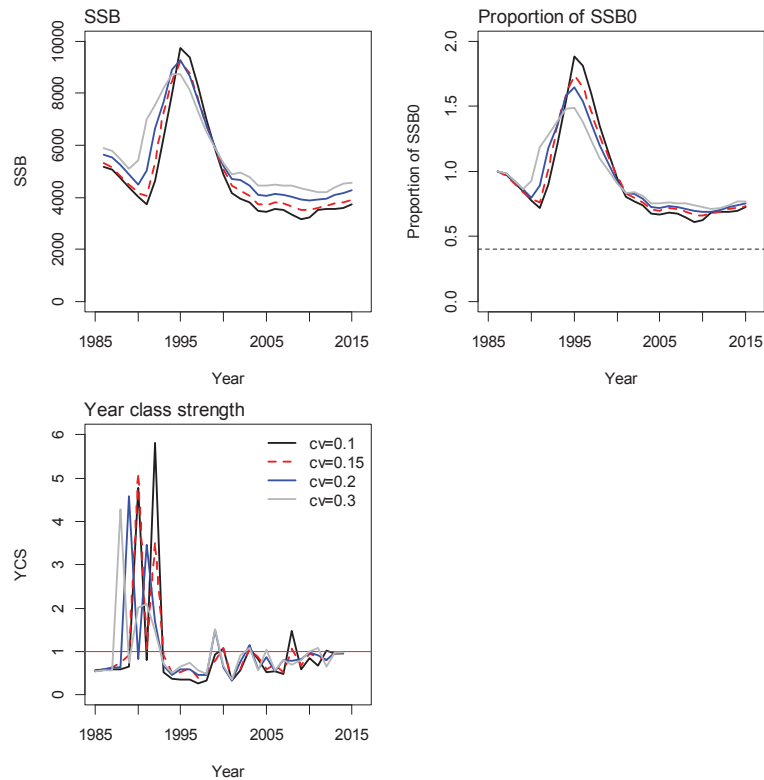 SSB
10000
8000
6000
4000
2000
0
SSB
1985 1995 2005 2015
Year
Proportion of SSB0
2.0
1.5
1.0
0.5
0.0
Proportion of SSB0
1985 1995 2005 2015
Year
Year class strength
6
5
4
3
2
1
0
YCS
cv=0.1
cv=0.15
cv=0.2
cv=0.3
1985 1995 2005 2015
Year